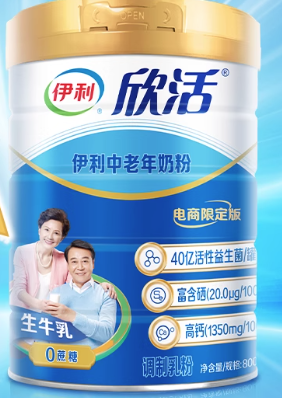 伊利
欣活®
伊利中老年奶粉
电商限定版
40亿活性益生菌/罐
富含硒(20.0μg/100
高钙(1350mg/10
生牛乳
0蔗糖
调制乳粉
净含量/规格:800